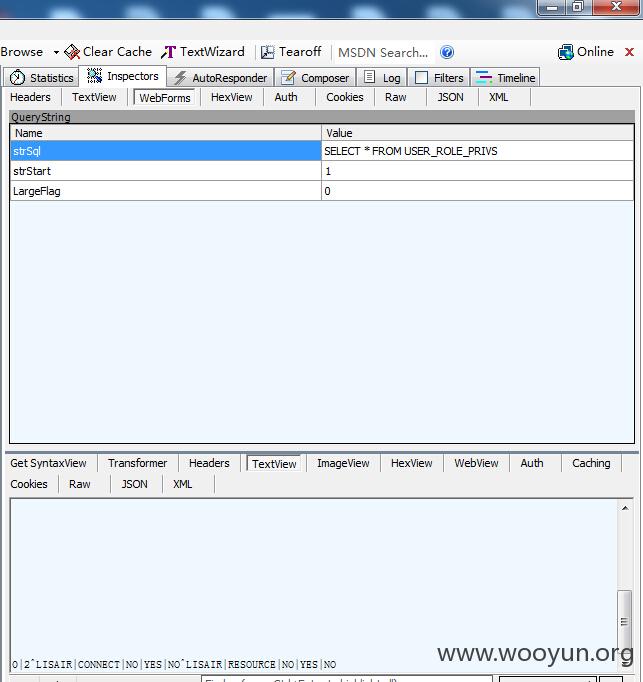 Browse Clear Cache TextWizard Tearoff MSDN Search... Online
Statistics Inspectors AutoResponder Composer Log Filters Timeline
Headers TextView WebForms HexView Auth Cookies Raw JSON XML
QueryString
Name Value
strSql SELECT * FROM USER_ROLE_PRIVS
strStart 1
LargeFlag 0
Get SyntaxView Transformer Headers TextView ImageView HexView WebView Auth Caching
Cookies Raw JSON XML
0|2^LISAIR|CONNECT|NO|YES|NO^LISAIR|RESOURCE|NO|YES|NO
www.wooyun.org